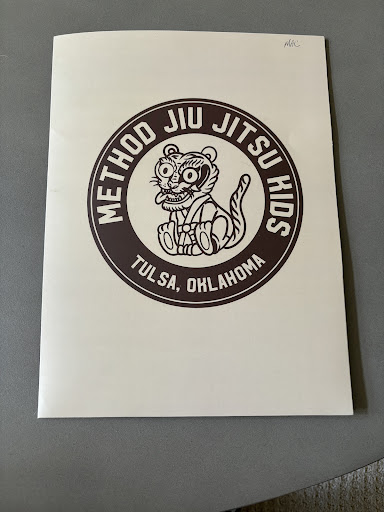 METHOD JIU JITSU KIDS
TULSA, OKLAHOMA